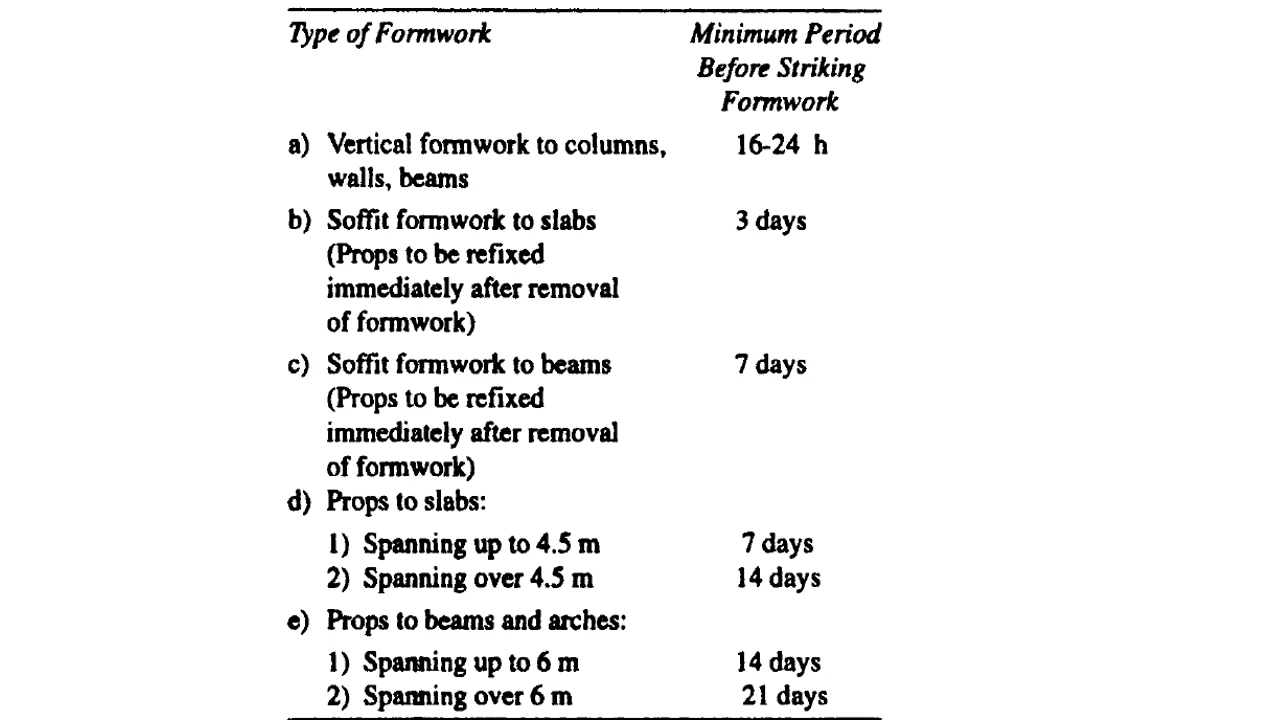 Type of Formwork Minimum Period
Before Striking
Formwork
a) Vertical formwork to columns, 16-24 h
walls, beams
b) Soffit formwork to slabs 3 days
(Props to be refixed
immediately after removal
of formwork)
c) Soffit formwork to beams 7 days
(Props to be refixed
immediately after removal
of formwork)
d) Props to slabs:
1) Spanning up to 4.5 m 7 days
2) Spanning over 4.5 m 14 days
e) Props to beams and arches:
1) Spanning up to 6 m 14 days
2) Spanning over 6 m 21 days